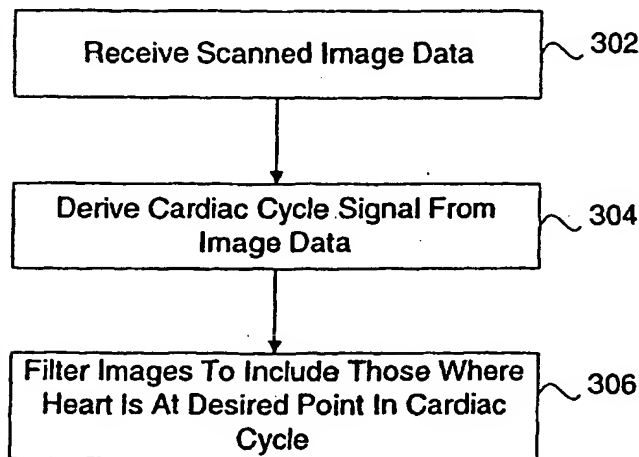 Receive Scanned Image Data
302
Derive Cardiac Cycle Signal From
Image Data
304
Filter Images To Include Those Where
Heart Is At Desired Point In Cardiac
Cycle
306